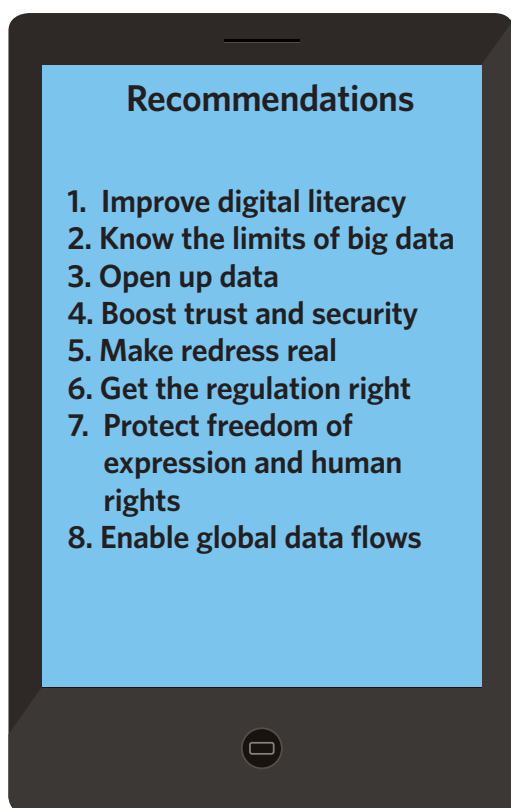 Recommendations
1. Improve digital literacy
2. Know the limits of big data
3. Open up data
4. Boost trust and security
5. Make redress real
6. Get the regulation right
7. Protect freedom of
expression and human
rights
8. Enable global data flows